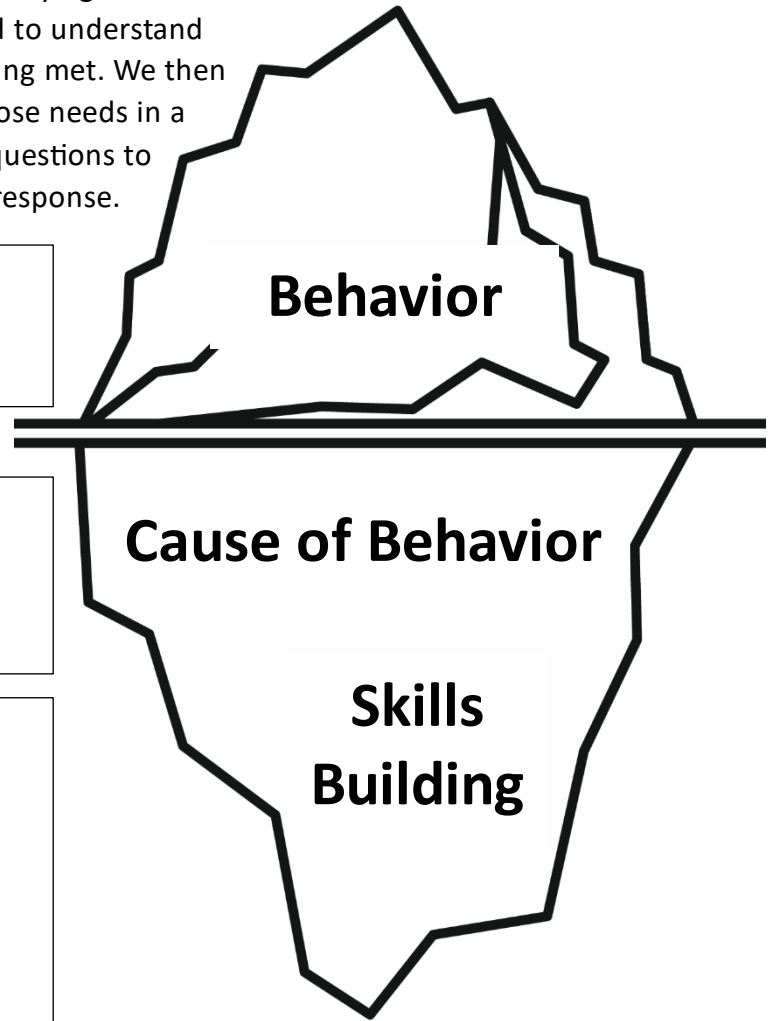 d to understand
ng met. We then
ose needs in a
questions to
response.
Behavior
Cause of Behavior
Skills
Building